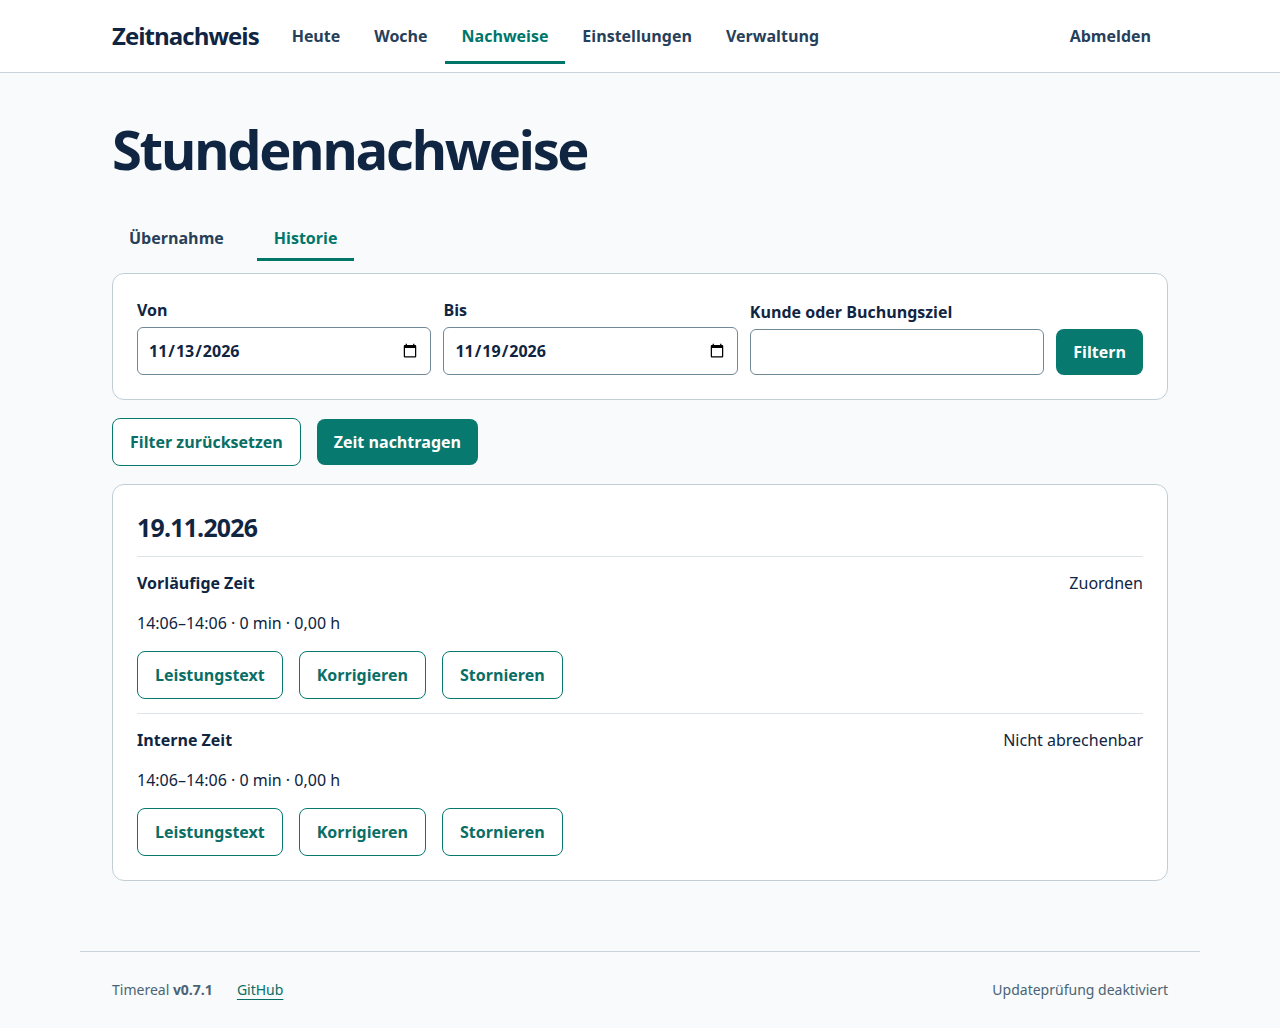 Zeitnachweis Heute Woche Nachweise Einstellungen Verwaltung Abmelden
Stundennachweise
Übernahme Historie
Von Bis Kunde oder Buchungsziel
11/13/2026 11/19/2026 Filtern
Filter zurücksetzen Zeit nachtragen
19.11.2026
Vorläufige Zeit Zuordnen
14:06–14:06 · 0 min · 0,00 h
Leistungstext Korrigieren Stornieren
Interne Zeit Nicht abrechenbar
14:06–14:06 · 0 min · 0,00 h
Leistungstext Korrigieren Stornieren
Timereal v0.7.1 GitHub Updateprüfung deaktiviert